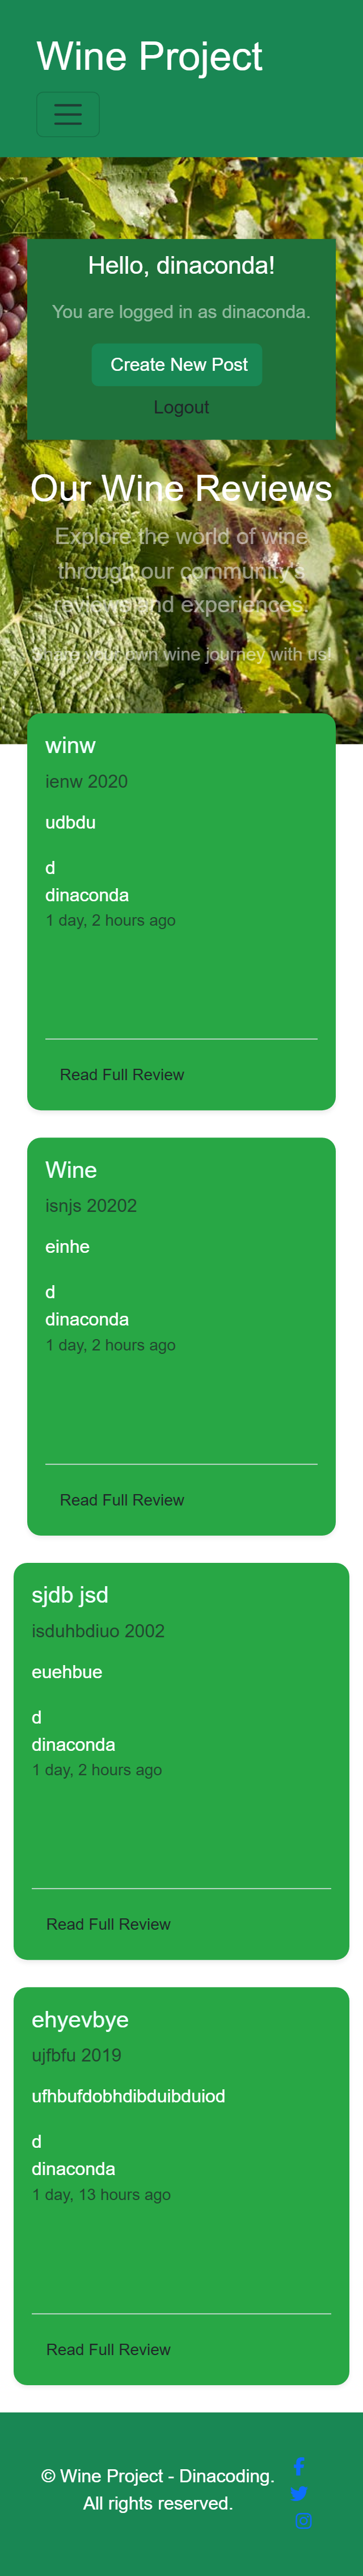 Wine Project
Hello, dinaconda!
You are logged in as dinaconda.
Create New Post
Logout
Our Wine Reviews
Explore the world of wine
through our community's
reviews and experiences.
Share your own wine journey with us!
winw
ienw 2020
udbdu
d
dinaconda
1 day, 2 hours ago
Read Full Review
Wine
isnjs 20202
einhe
d
dinaconda
1 day, 2 hours ago
Read Full Review
sjdb jsd
isduhbdiuo 2002
euehbue
d
dinaconda
1 day, 2 hours ago
Read Full Review
ehyevbye
ujfbfu 2019
ufhbufdobhdibduibduiod
d
dinaconda
1 day, 13 hours ago
Read Full Review
© Wine Project - Dinacoding.
All rights reserved.